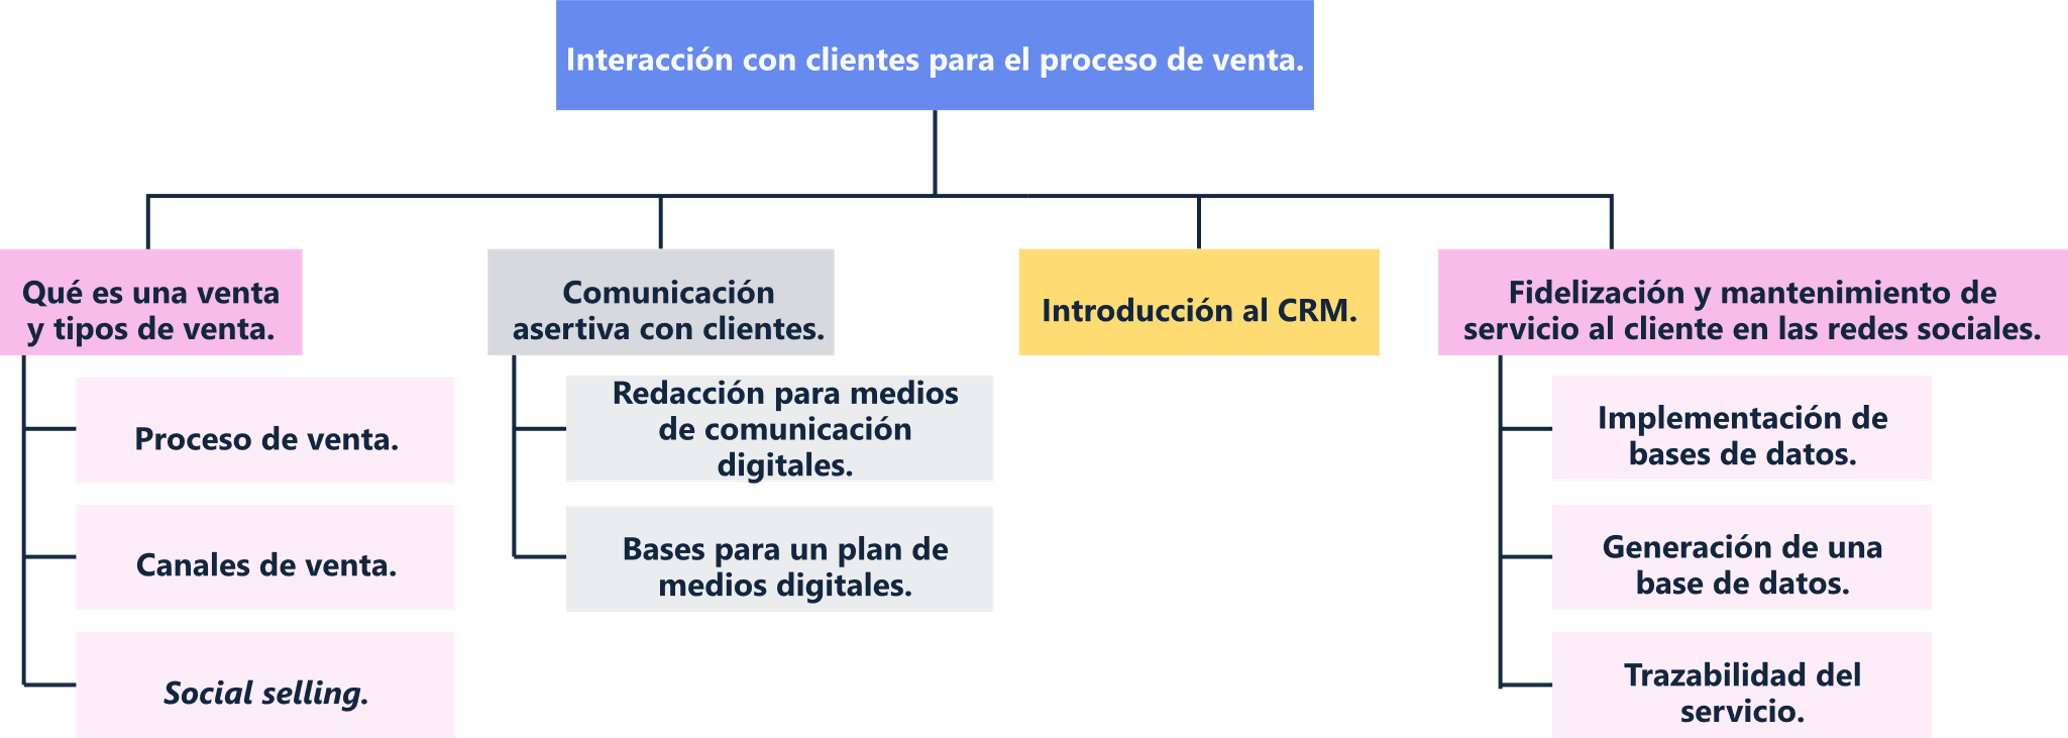 Interacción con clientes para el proceso de venta.
Qué es una venta
y tipos de venta.
Proceso de venta.
Canales de venta.
Social selling.
Comunicación
asertiva con clientes.
Redacción para medios
de comunicación
digitales.
Bases para un plan de
medios digitales.
Introducción al CRM.
Fidelización y mantenimiento de
servicio al cliente en las redes sociales.
Implementación de
bases de datos.
Generación de una
base de datos.
Trazabilidad del
servicio.